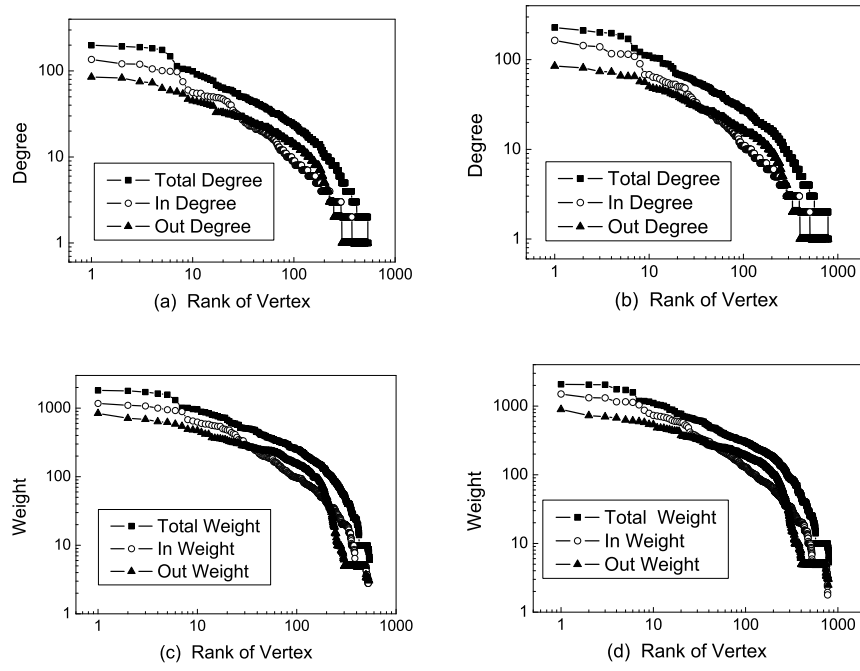 Degree
100
10
1
Total Degree
In Degree
Out Degree
1 10 100 1000
(a) Rank of Vertex
Degree
100
10
1
Total Degree
In Degree
Out Degree
1 10 100 1000
(b) Rank of Vertex
Weight
1000
100
10
1
Total Weight
In Weight
Out Weight
1 10 100 1000
(c) Rank of Vertex
Weight
1000
100
10
1
Total Weight
In Weight
Out Weight
1 10 100 1000
(d) Rank of Vertex